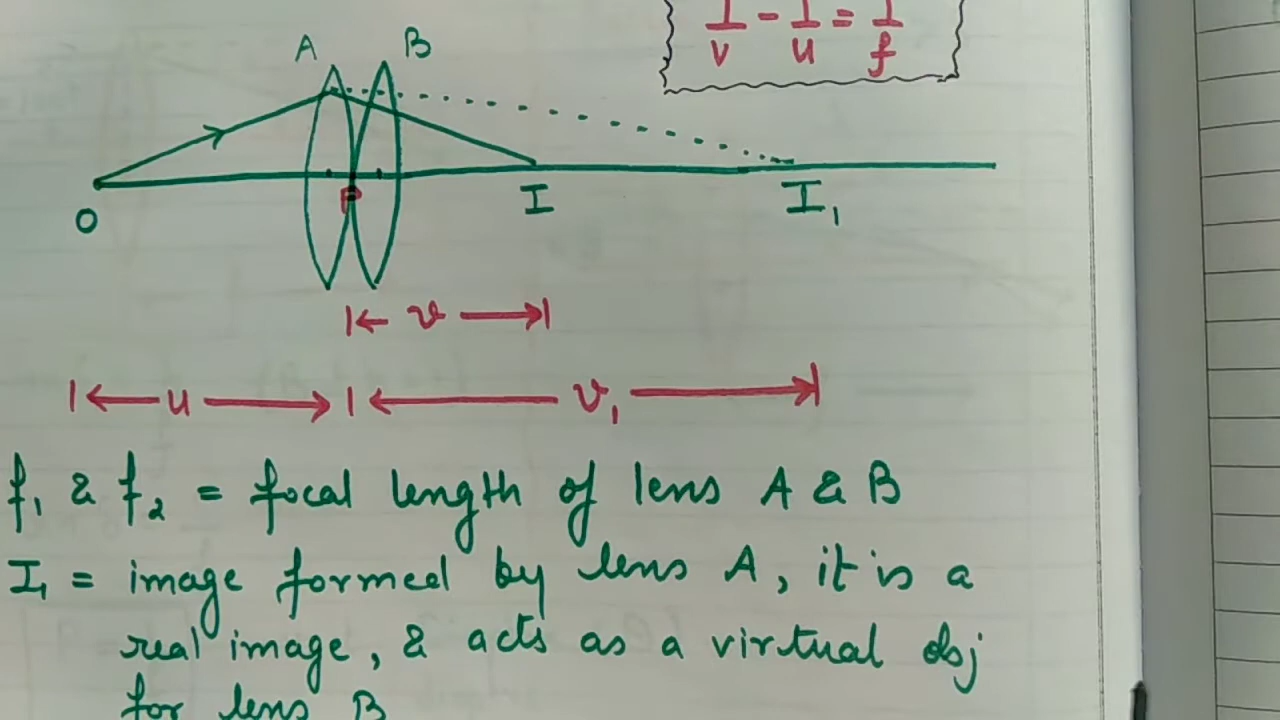 1/v - 1/u = 1/f
A B
P
O I I₁
v
u v₁
f₁ & f₂ = focal length of lens A & B
I₁ = image formed by lens A, it is a
real image, & acts as a virtual obj
for lens B